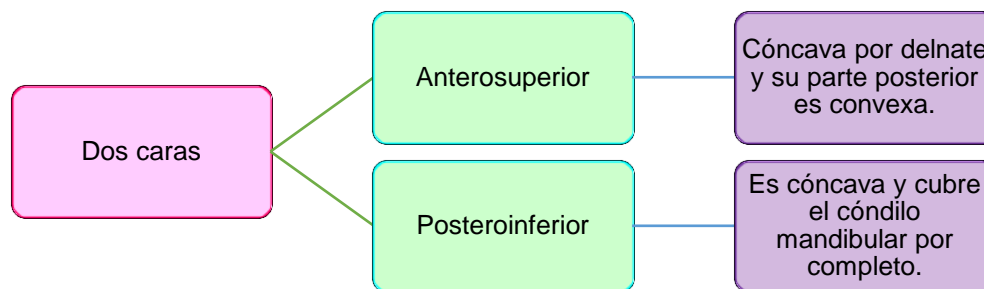 Dos caras
Anterosuperior
Cóncava por delnate
y su parte posterior
es convexa.
Posteroinferior
Es cóncava y cubre
el cóndilo
mandibular por
completo.